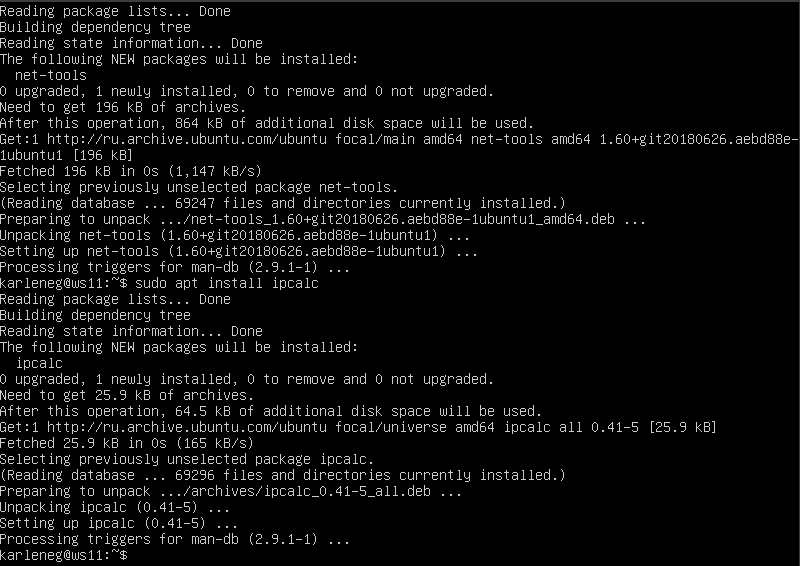 Reading package lists... Done
Building dependency tree
Reading state information... Done
The following NEW packages will be installed:
  net-tools
0 upgraded, 1 newly installed, 0 to remove and 0 not upgraded.
Need to get 196 kB of archives.
After this operation, 864 kB of additional disk space will be used.
Get:1 http://ru.archive.ubuntu.com/ubuntu focal/main amd64 net-tools amd64 1.60+git20180626.aebd88e-
1ubuntu1 [196 kB]
Fetched 196 kB in 0s (1,147 kB/s)
Selecting previously unselected package net-tools.
(Reading database ... 69247 files and directories currently installed.)
Preparing to unpack .../net-tools_1.60+git20180626.aebd88e-1ubuntu1_amd64.deb ...
Unpacking net-tools (1.60+git20180626.aebd88e-1ubuntu1) ...
Setting up net-tools (1.60+git20180626.aebd88e-1ubuntu1) ...
Processing triggers for man-db (2.9.1-1) ...
karleneg@ws11:~$ sudo apt install ipcalc
Reading package lists... Done
Building dependency tree
Reading state information... Done
The following NEW packages will be installed:
  ipcalc
0 upgraded, 1 newly installed, 0 to remove and 0 not upgraded.
Need to get 25.9 kB of archives.
After this operation, 64.5 kB of additional disk space will be used.
Get:1 http://ru.archive.ubuntu.com/ubuntu focal/universe amd64 ipcalc all 0.41-5 [25.9 kB]
Fetched 25.9 kB in 0s (165 kB/s)
Selecting previously unselected package ipcalc.
(Reading database ... 69296 files and directories currently installed.)
Preparing to unpack .../archives/ipcalc_0.41-5_all.deb ...
Unpacking ipcalc (0.41-5) ...
Setting up ipcalc (0.41-5) ...
Processing triggers for man-db (2.9.1-1) ...
karleneg@ws11:~$